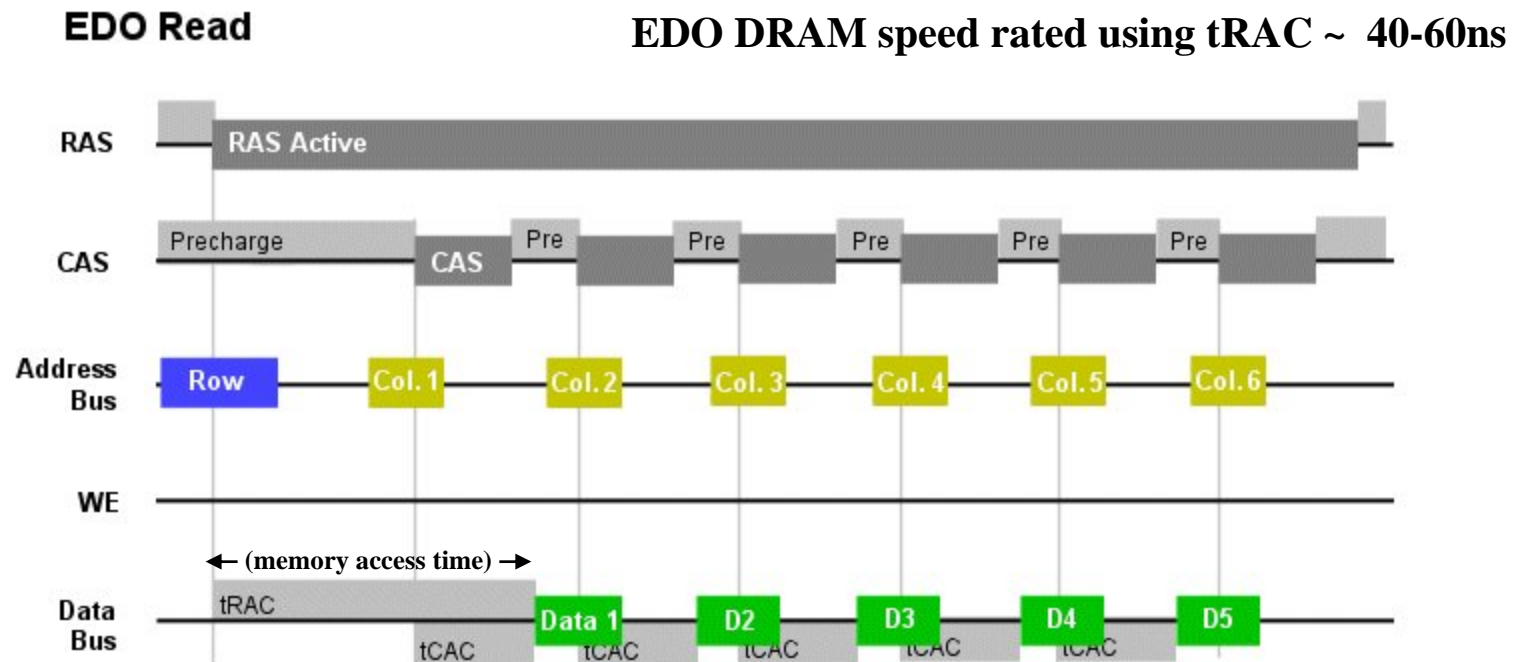 EDO Read
EDO DRAM speed rated using tRAC ~ 40-60ns
RAS
RAS Active
CAS
Precharge
CAS
Pre
Pre
Pre
Pre
Pre
Address
Bus
Row
Col.1
Col.2
Col. 3
Col. 4
Col.5
Col.6
WE
(memory access time)
Data
Bus
tRAC
Data 1
D2
D3
D4
D5
tCAC
tCAC
tCAC
tCAC
tCAC